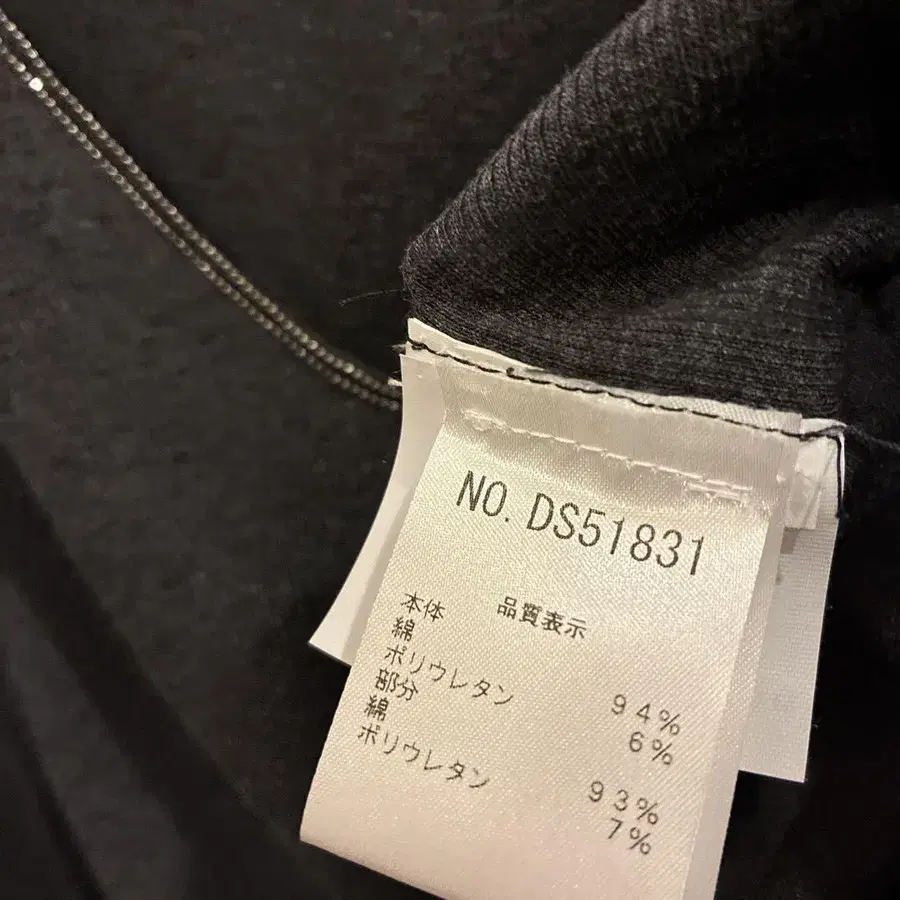 NO. DS51831
品質表示
本体
綿 94%
ポリウレタン 6%
部分
綿 93%
ポリウレタン 7%